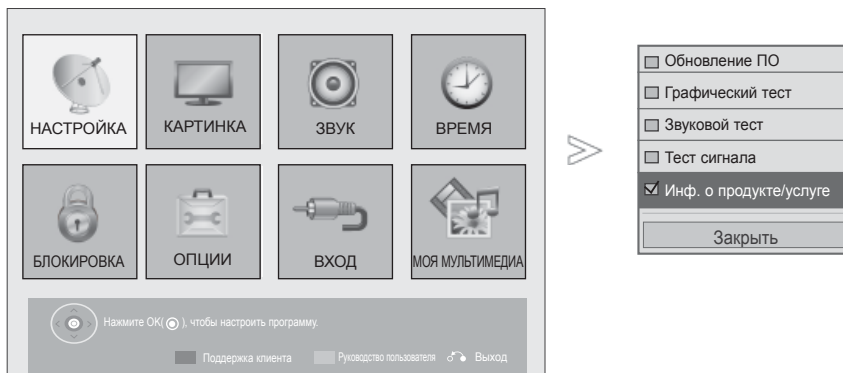 НАСТРОЙКА
КАРТИНКА
ЗВУК
ВРЕМЯ
БЛОКИРОВКА
ОПЦИИ
ВХОД
МОЯ МУЛЬТИМЕДИА
Нажмите OK( ), чтобы настроить программу.
Поддержка клиента
Руководство пользователя
Выход
Обновление ПО
Графический тест
Звуковой тест
Тест сигнала
Инф. о продукте/услуге
Закрыть